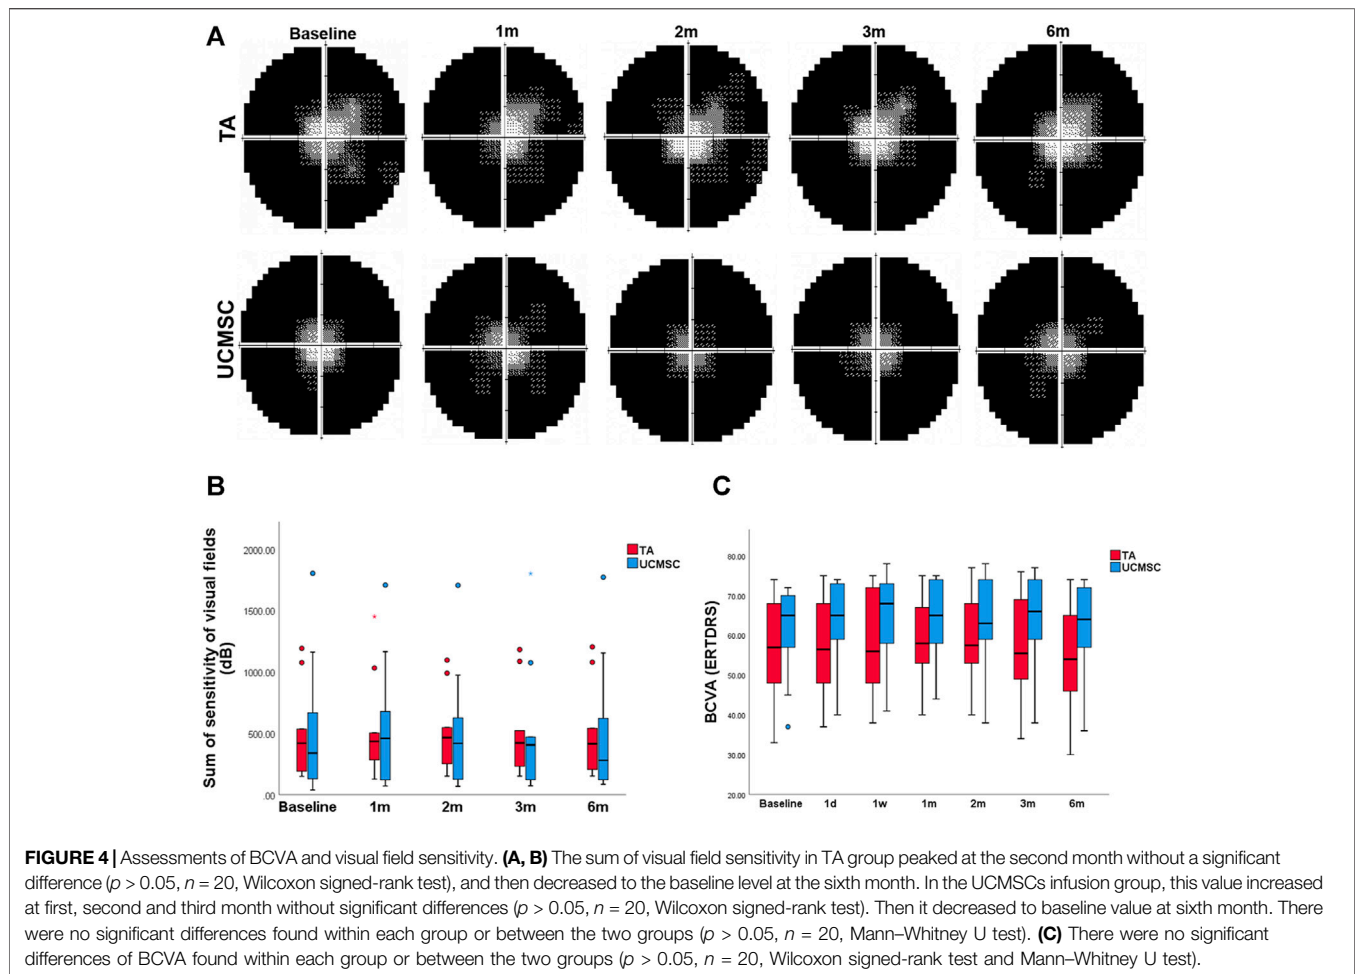 A
Baseline 1m 2m 3m 6m
TA
UCMSC
B
Sum of sensitivity of visual fields
(dB)
2000.00
1500.00
1000.00
500.00
.00
Baseline 1m 2m 3m 6m
TA
UCMSC
C
BCVA (ERTDRS)
80.00
70.00
60.00
50.00
40.00
30.00
20.00
Baseline 1d 1w 1m 2m 3m 6m
TA
UCMSC
FIGURE 4 | Assessments of BCVA and visual field sensitivity. (A, B) The sum of visual field sensitivity in TA group peaked at the second month without a significant
difference (p > 0.05, n = 20, Wilcoxon signed-rank test), and then decreased to the baseline level at the sixth month. In the UCMSCs infusion group, this value increased
at first, second and third month without significant differences (p > 0.05, n = 20, Wilcoxon signed-rank test). Then it decreased to baseline value at sixth month. There
were no significant differences found within each group or between the two groups (p > 0.05, n = 20, Mann–Whitney U test). (C) There were no significant
differences of BCVA found within each group or between the two groups (p > 0.05, n = 20, Wilcoxon signed-rank test and Mann–Whitney U test).